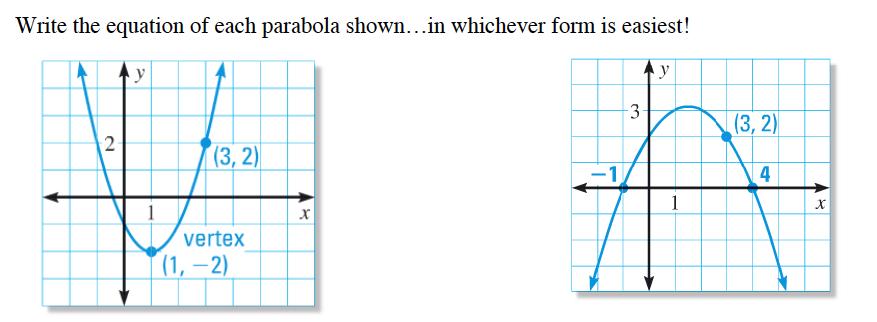 Write the equation of each parabola shown…in whichever form is easiest!
y
2
(3, 2)
1
x
vertex
(1, −2)
y
3
(3, 2)
−1
4
1
x